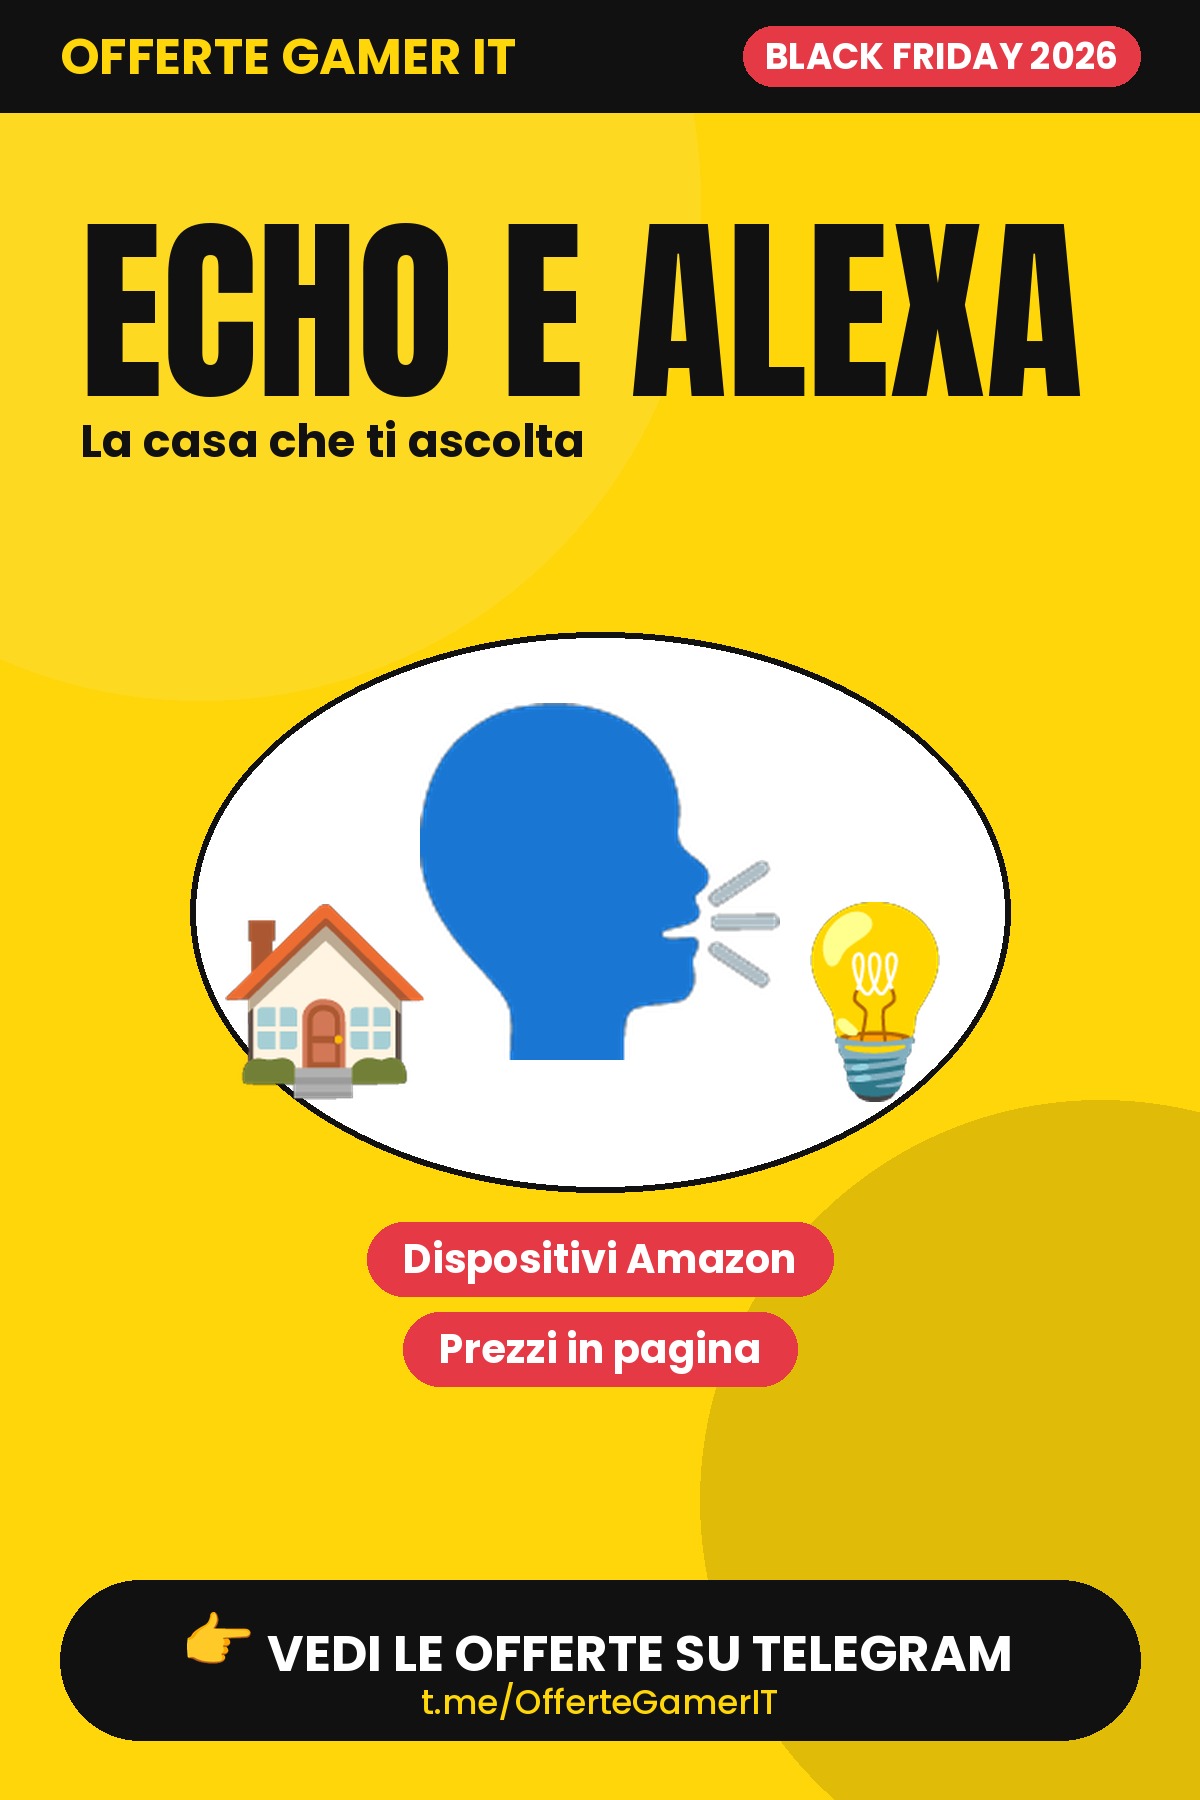 OFFERTE GAMER IT
BLACK FRIDAY 2026
ECHO E ALEXA
La casa che ti ascolta
Dispositivi Amazon
Prezzi in pagina
VEDI LE OFFERTE SU TELEGRAM
t.me/OfferteGamerIT